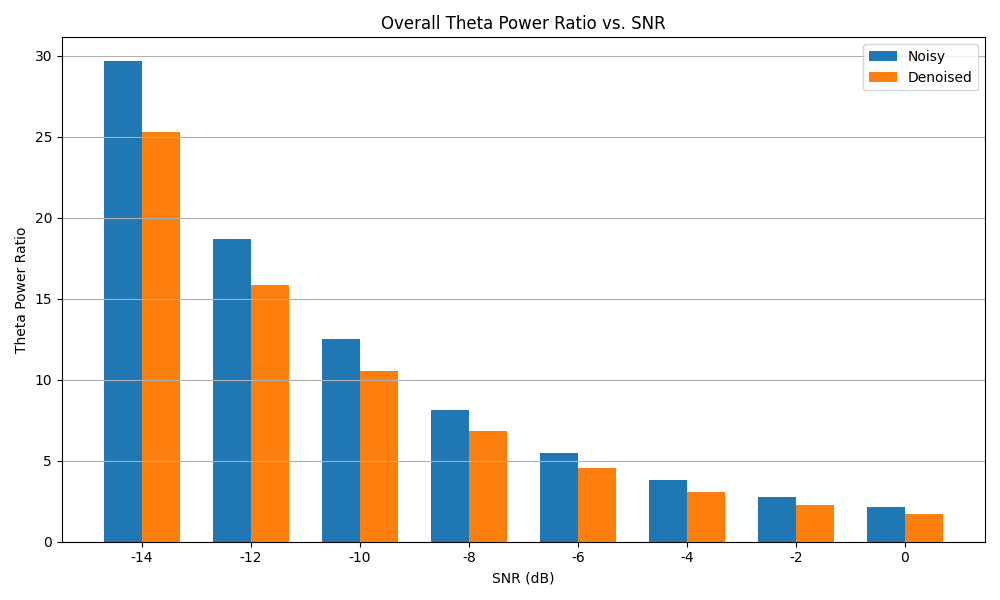 Overall Theta Power Ratio vs. SNR
Noisy
Denoised
Theta Power Ratio
30
25
20
15
10
5
0
-14 -12 -10 -8 -6 -4 -2 0
SNR (dB)